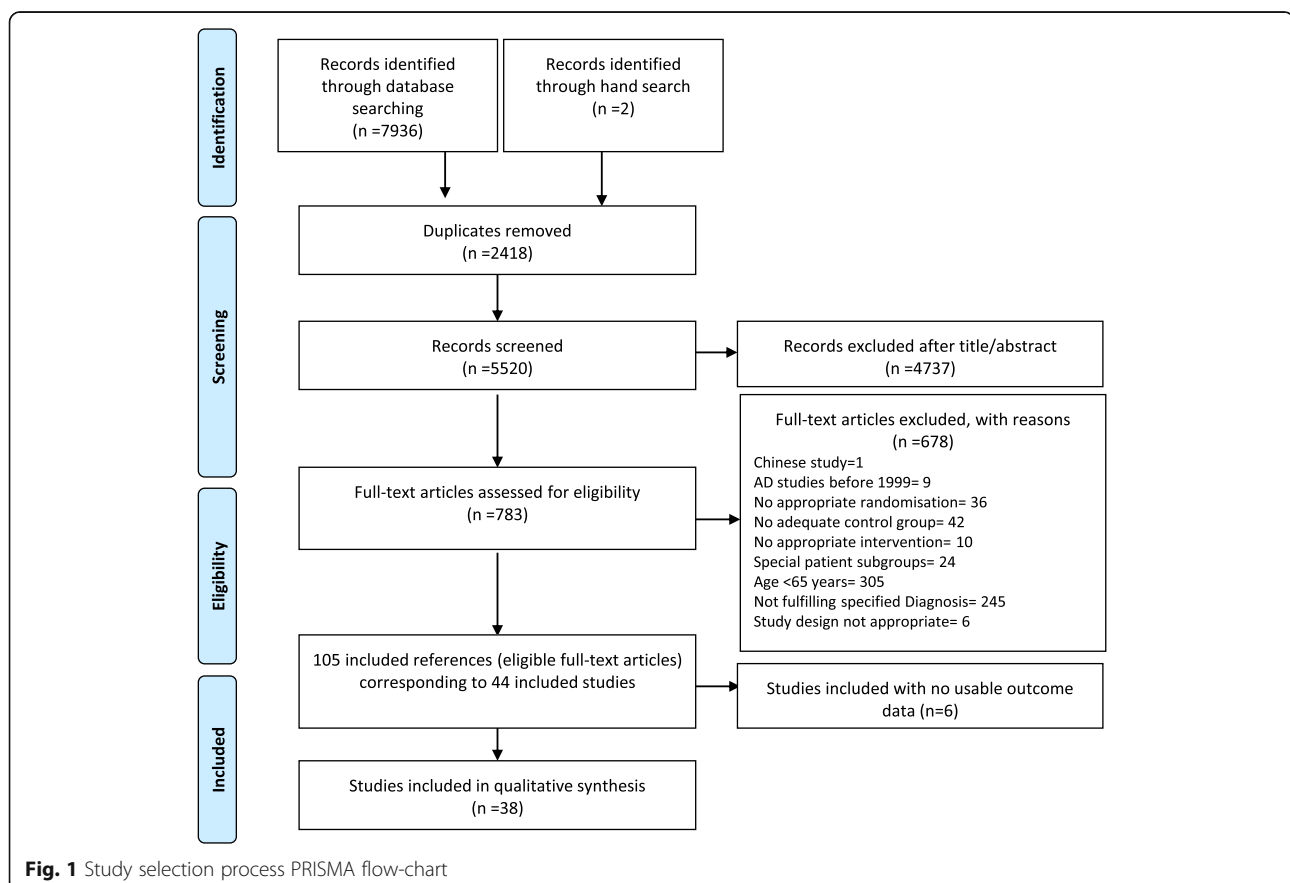 Identification
Records identified
through database
searching
(n =7936)
Records identified
through hand search
(n =2)
Screening
Duplicates removed
(n =2418)
Records screened
(n =5520)
Records excluded after title/abstract
(n =4737)
Eligibility
Full-text articles assessed for eligibility
(n =783)
Full-text articles excluded, with reasons
(n =678)
Chinese study=1
AD studies before 1999= 9
No appropriate randomisation= 36
No adequate control group= 42
No appropriate intervention= 10
Special patient subgroups= 24
Age <65 years= 305
Not fulfilling specified Diagnosis= 245
Study design not appropriate= 6
105 included references (eligible full-text articles)
corresponding to 44 included studies
Studies included with no usable outcome
data (n=6)
Included
Studies included in qualitative synthesis
(n =38)
Fig. 1 Study selection process PRISMA flow-chart